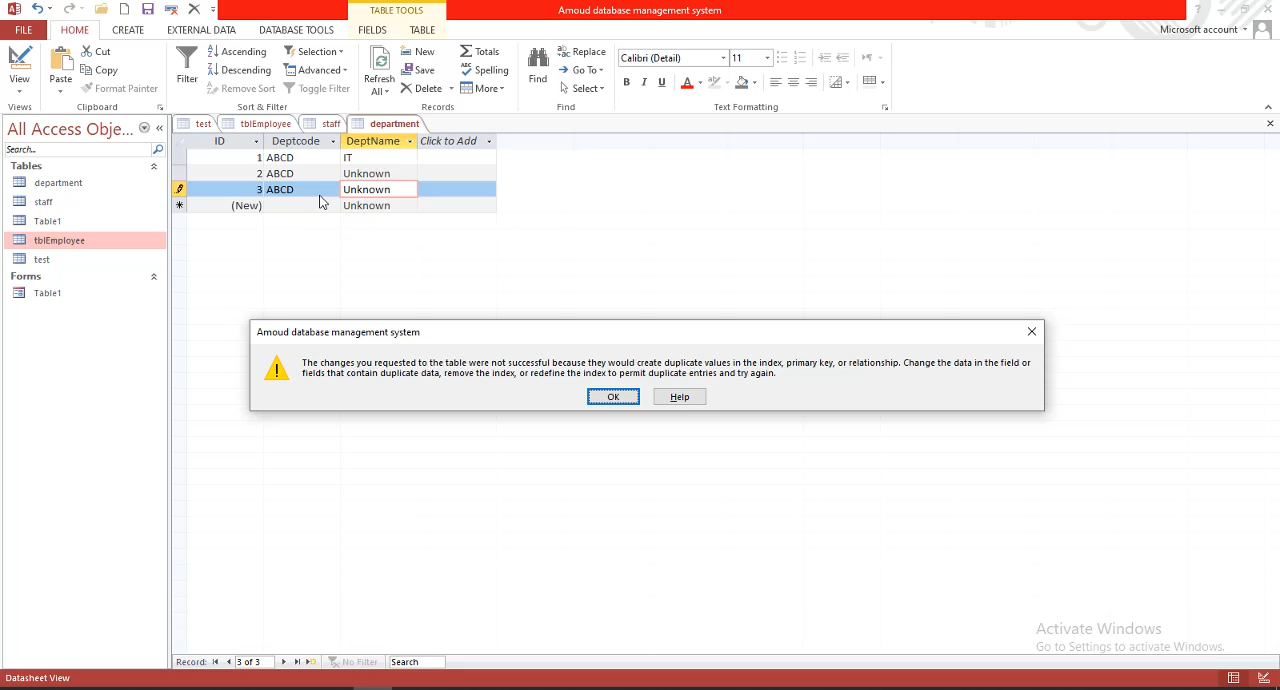 TABLE TOOLS
Amoud database management system
FILE HOME CREATE EXTERNAL DATA DATABASE TOOLS FIELDS TABLE
Microsoft account
Cut Ascending Selection New Totals Replace Calibri (Detail) 11
View Paste Copy Filter Descending Advanced Refresh All Save Spelling Find Go To
Format Painter Remove Sort Toggle Filter Delete More Select B I U A
Views Clipboard Sort & Filter Records Find Text Formatting
All Access Obje...
test tblEmployee staff department
Search...
ID Deptcode DeptName Click to Add
1 ABCD IT
2 ABCD Unknown
3 ABCD Unknown
(New) Unknown
Tables
department
staff
Table1
tblEmployee
test
Forms
Table1
Amoud database management system
The changes you requested to the table were not successful because they would create duplicate values in the index, primary key, or relationship. Change the data in the field or
fields that contain duplicate data, remove the index, or redefine the index to permit duplicate entries and try again.
OK Help
Activate Windows
Go to Settings to activate Windows.
Record: 3 of 3 No Filter Search
Datasheet View